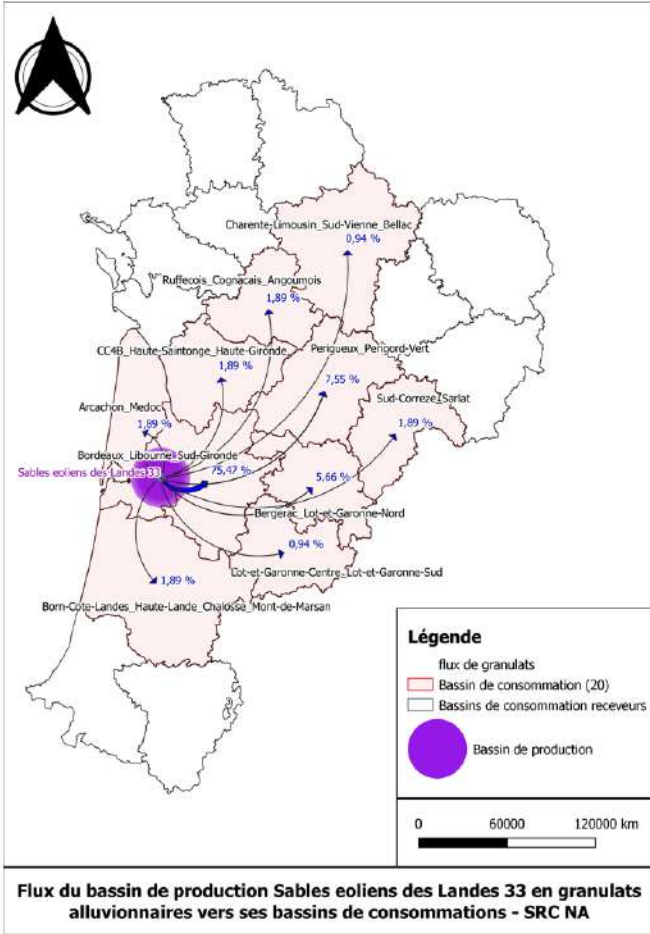 Charente-Limousin_Sud-Vienne_Bellac
0,94 %
Ruffecois_Cognacais_Angoumois
1,89 %
CC4B_Haute-Saintonge_Haute-Gironde
1,89 %
Perigueux_Perigord-Vert
7,55 %
Sud-Correze_Sarlat
1,89 %
Arcachon_Medoc
1,89 %
Bordeaux_Libourne_Sud-Gironde
Sables eoliens des Landes 33
75,47 %
5,66 %
Bergerac_Lot-et-Garonne-Nord
0,94 %
Lot-et-Garonne-Centre_Lot-et-Garonne-Sud
1,89 %
Born-Cote-Landes_Haute-Lande_Chalosse_Mont-de-Marsan
Légende
flux de granulats
Bassin de consommation (20)
Bassins de consommation receveurs
Bassin de production
0 60000 120000 km
Flux du bassin de production Sables eoliens des Landes 33 en granulats
alluvionnaires vers ses bassins de consommations - SRC NA